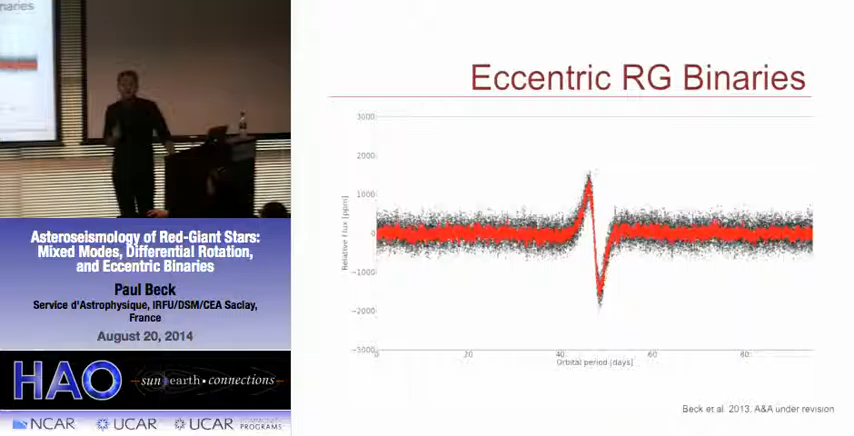 naries
Eccentric RG Binaries
3000
2000
1000
0
−1000
−2000
−3000
Relative Flux [ppm]
0 20 40 60 80
Orbital period [days]
Beck et al. 2013, A&A under revision
Asteroseismology of Red-Giant Stars:
Mixed Modes, Differential Rotation,
and Eccentric Binaries
Paul Beck
Service d'Astrophysique, IRFU/DSM/CEA Saclay,
France
August 20, 2014
HAO
sun earth • connections
NCAR UCAR UCAR COMMUNITY
PROGRAMS